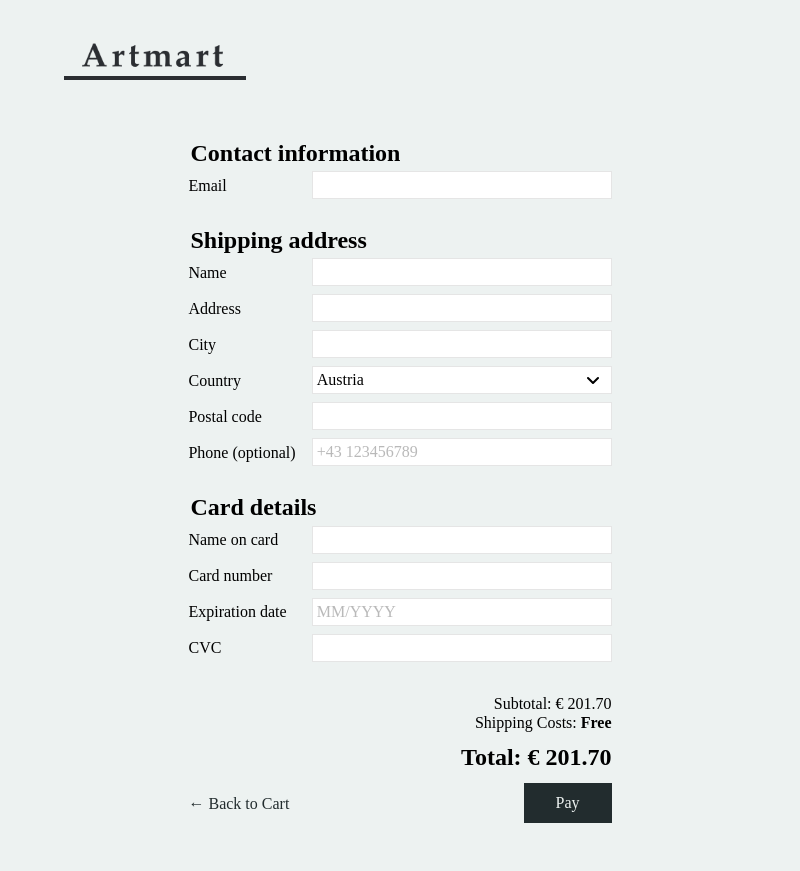 Artmart
Contact information
Email
Shipping address
Name
Address
City
Country Austria
Postal code
Phone (optional) +43 123456789
Card details
Name on card
Card number
Expiration date MM/YYYY
CVC
Subtotal: € 201.70
Shipping Costs: Free
Total: € 201.70
← Back to Cart Pay